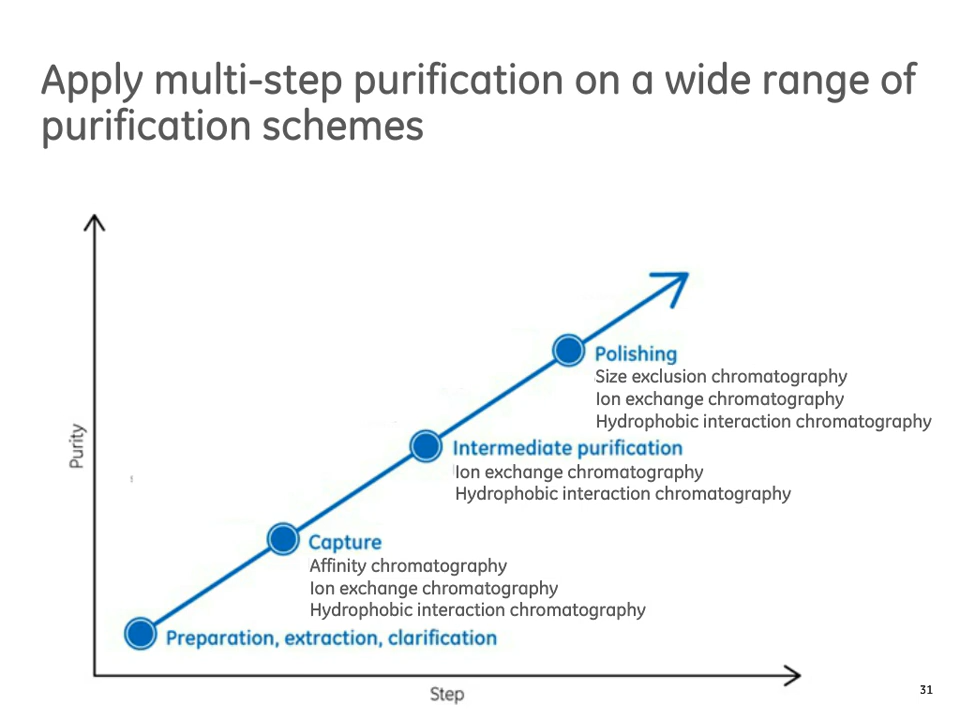 Apply multi-step purification on a wide range of
purification schemes
Purity
Polishing
Size exclusion chromatography
Ion exchange chromatography
Hydrophobic interaction chromatography
Intermediate purification
Ion exchange chromatography
Hydrophobic interaction chromatography
Capture
Affinity chromatography
Ion exchange chromatography
Hydrophobic interaction chromatography
Preparation, extraction, clarification
Step
31